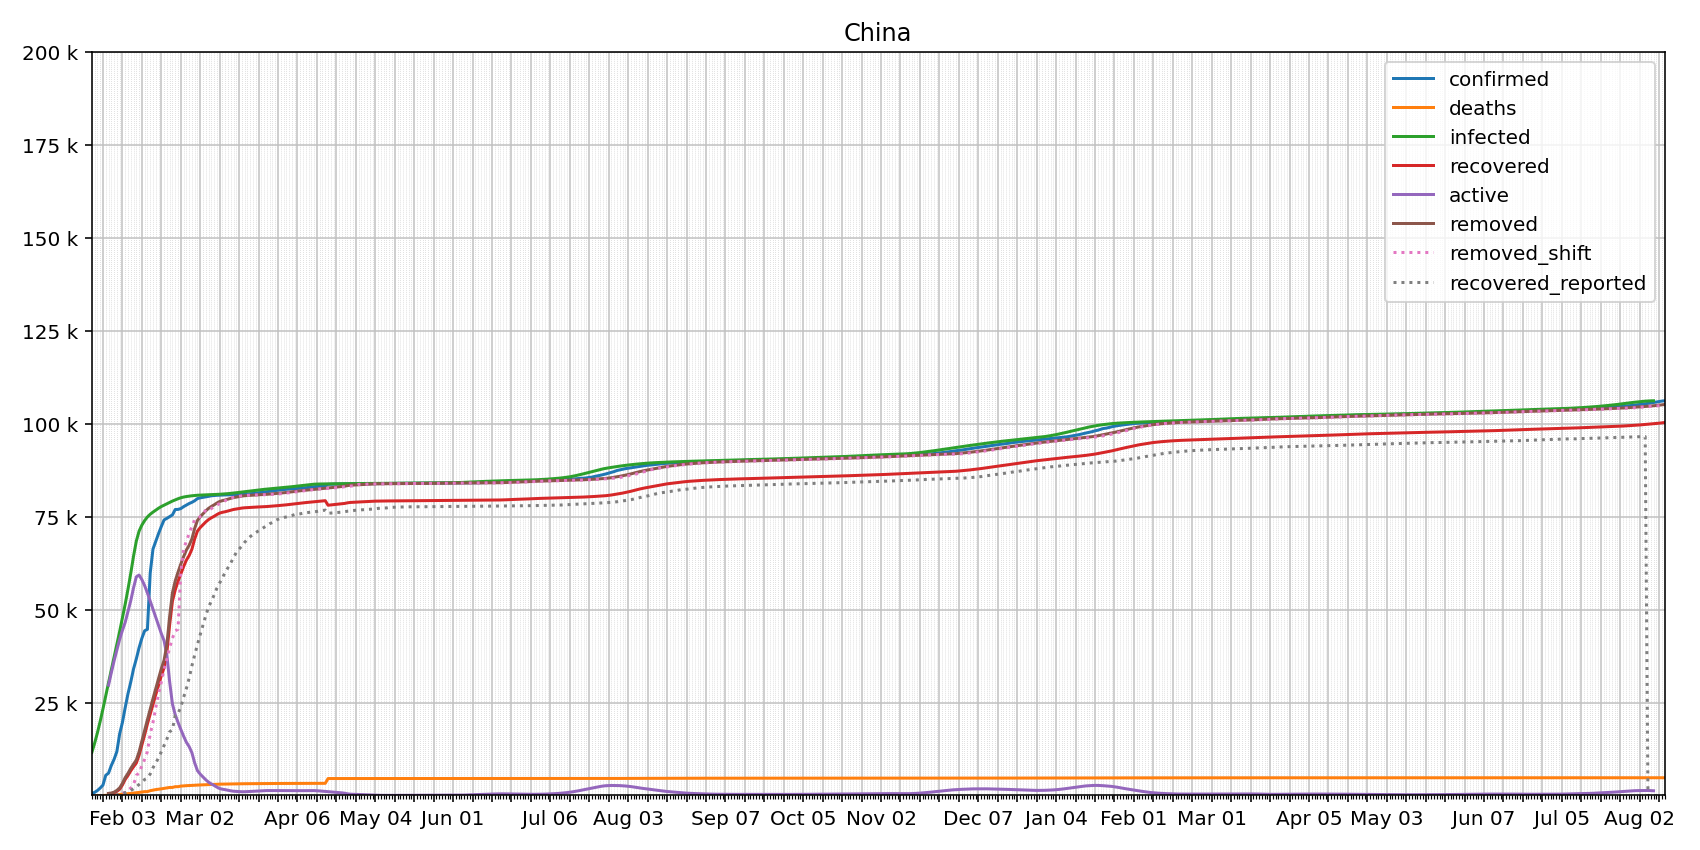 China
200 k
175 k
150 k
125 k
100 k
75 k
50 k
25 k
confirmed
deaths
infected
recovered
active
removed
removed_shift
recovered_reported
Feb 03 Mar 02 Apr 06 May 04 Jun 01 Jul 06 Aug 03 Sep 07 Oct 05 Nov 02 Dec 07 Jan 04 Feb 01 Mar 01 Apr 05 May 03 Jun 07 Jul 05 Aug 02